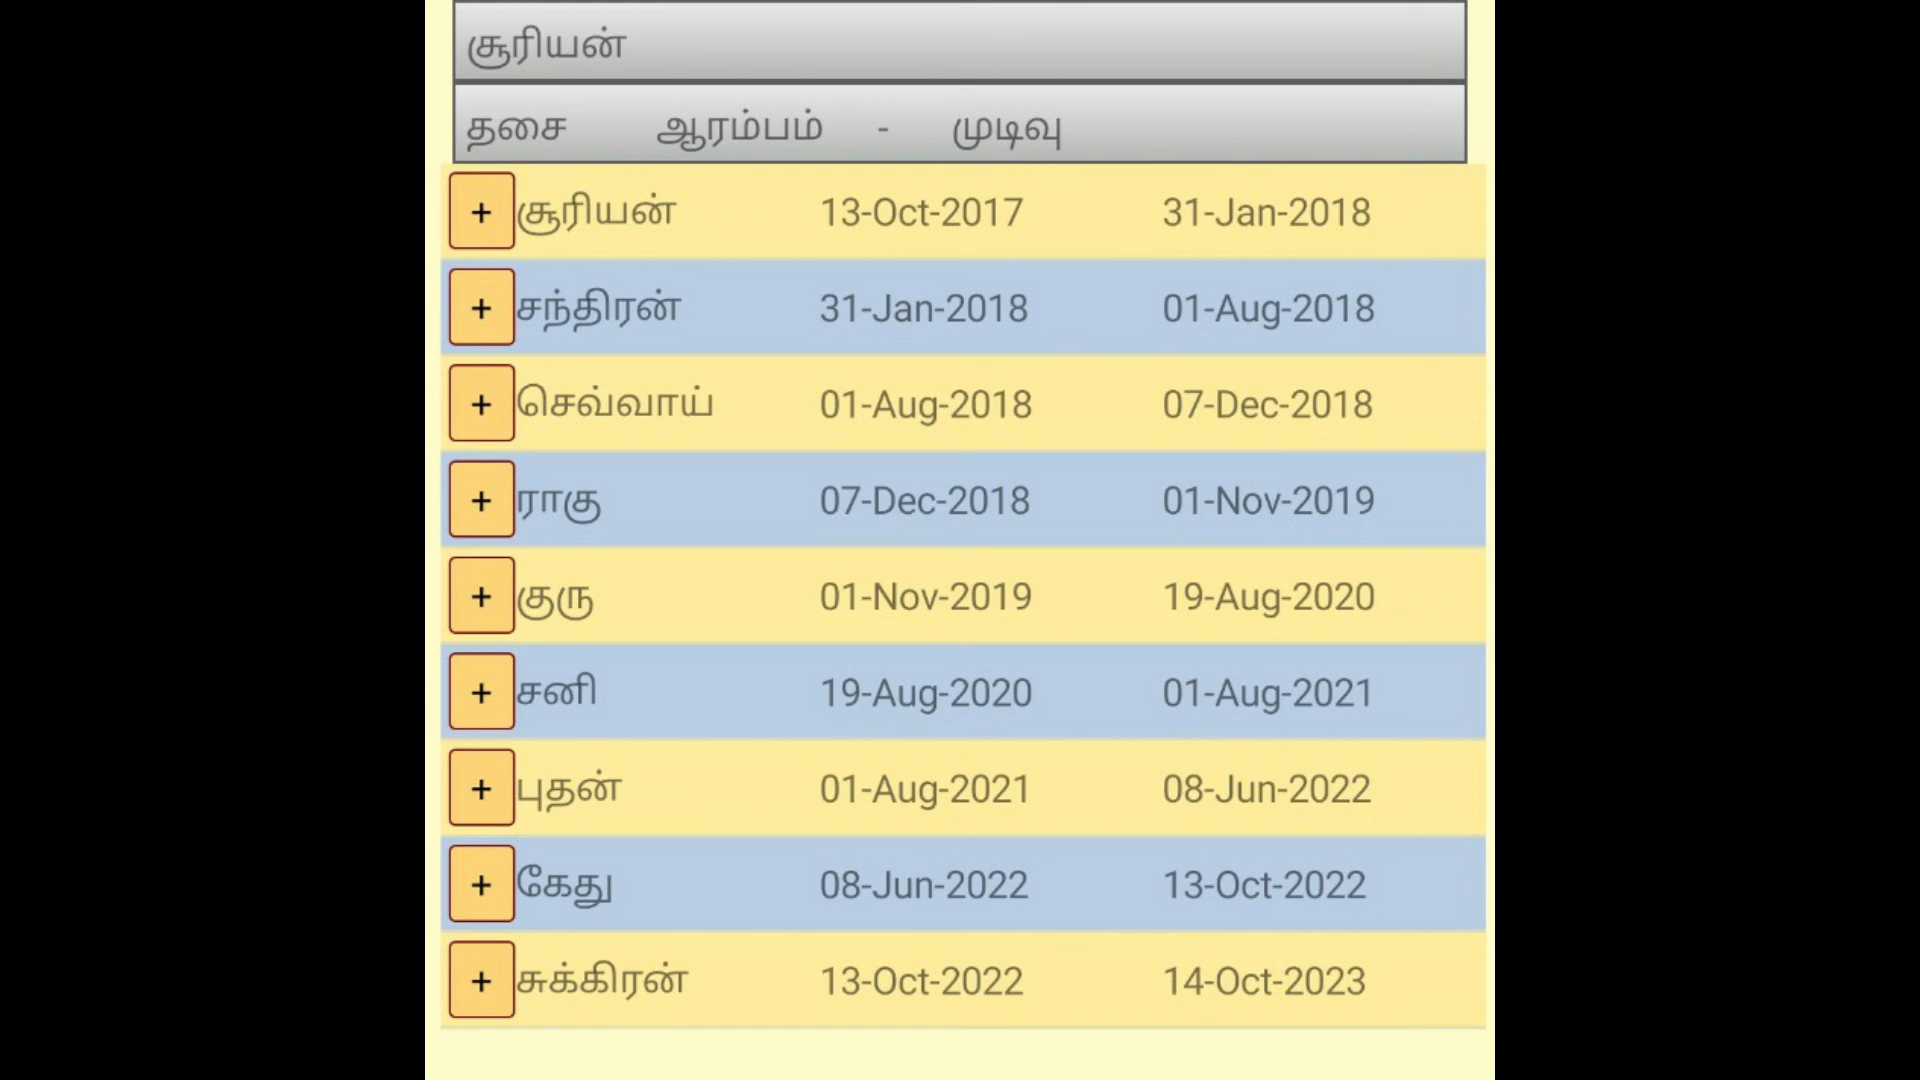 சூரியன்
தசை ஆரம்பம் - முடிவு
+ சூரியன் 13-Oct-2017 31-Jan-2018
+ சந்திரன் 31-Jan-2018 01-Aug-2018
+ செவ்வாய் 01-Aug-2018 07-Dec-2018
+ ராகு 07-Dec-2018 01-Nov-2019
+ குரு 01-Nov-2019 19-Aug-2020
+ சனி 19-Aug-2020 01-Aug-2021
+ புதன் 01-Aug-2021 08-Jun-2022
+ கேது 08-Jun-2022 13-Oct-2022
+ சுக்கிரன் 13-Oct-2022 14-Oct-2023